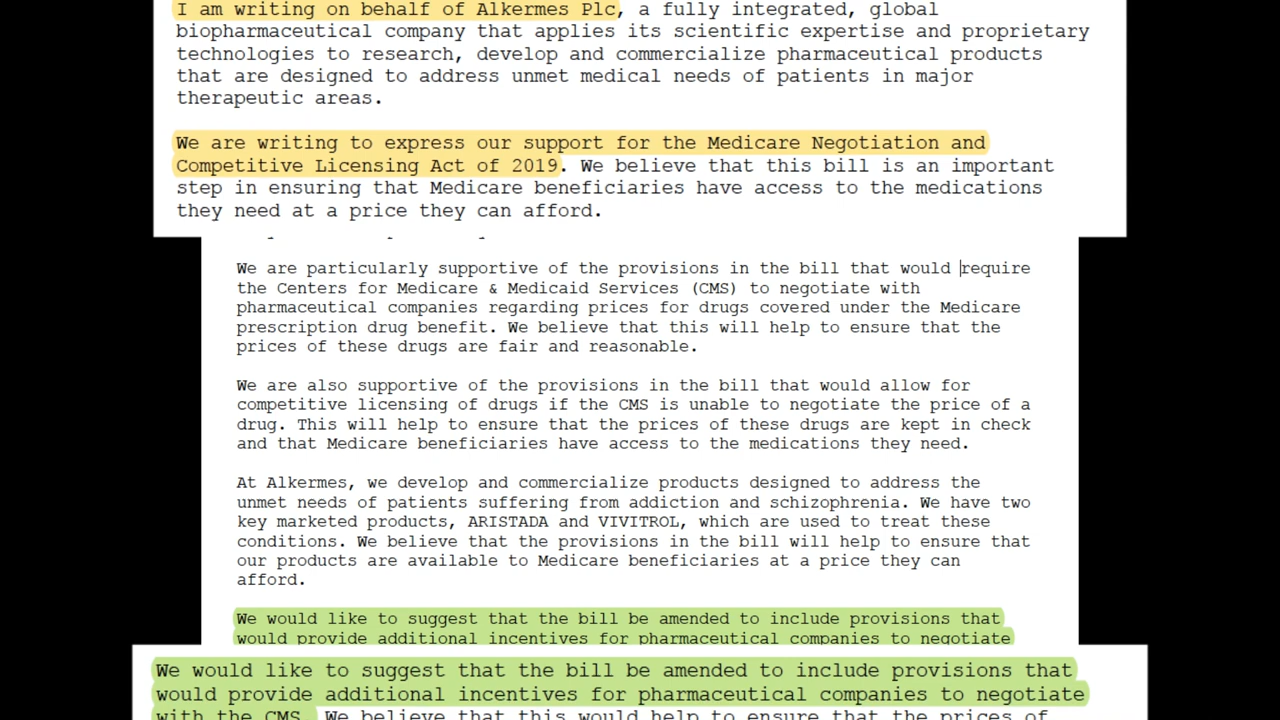 I am writing on behalf of Alkermes Plc, a fully integrated, global
biopharmaceutical company that applies its scientific expertise and proprietary
technologies to research, develop and commercialize pharmaceutical products
that are designed to address unmet medical needs of patients in major
therapeutic areas.
We are writing to express our support for the Medicare Negotiation and
Competitive Licensing Act of 2019. We believe that this bill is an important
step in ensuring that Medicare beneficiaries have access to the medications
they need at a price they can afford.
We are particularly supportive of the provisions in the bill that would require
the Centers for Medicare & Medicaid Services (CMS) to negotiate with
pharmaceutical companies regarding prices for drugs covered under the Medicare
prescription drug benefit. We believe that this will help to ensure that the
prices of these drugs are fair and reasonable.
We are also supportive of the provisions in the bill that would allow for
competitive licensing of drugs if the CMS is unable to negotiate the price of a
drug. This will help to ensure that the prices of these drugs are kept in check
and that Medicare beneficiaries have access to the medications they need.
At Alkermes, we develop and commercialize products designed to address the
unmet needs of patients suffering from addiction and schizophrenia. We have two
key marketed products, ARISTADA and VIVITROL, which are used to treat these
conditions. We believe that the provisions in the bill will help to ensure that
our products are available to Medicare beneficiaries at a price they can
afford.
We would like to suggest that the bill be amended to include provisions that
would provide additional incentives for pharmaceutical companies to negotiate
We would like to suggest that the bill be amended to include provisions that
would provide additional incentives for pharmaceutical companies to negotiate
with the CMS. We believe that this would help to ensure that the prices of